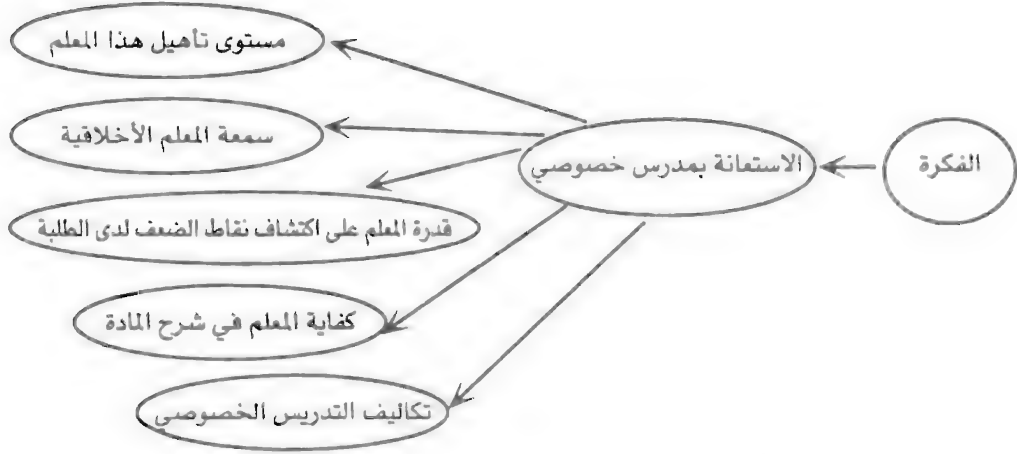 الفكرة
الاستعانة بمدرس خصوصي
مستوى تأهيل هذا المعلم
سمعة المعلم الأخلاقية
قدرة المعلم على اكتشاف نقاط الضعف لدى الطلبة
كفاية المعلم في شرح المادة
تكاليف التدريس الخصوصي